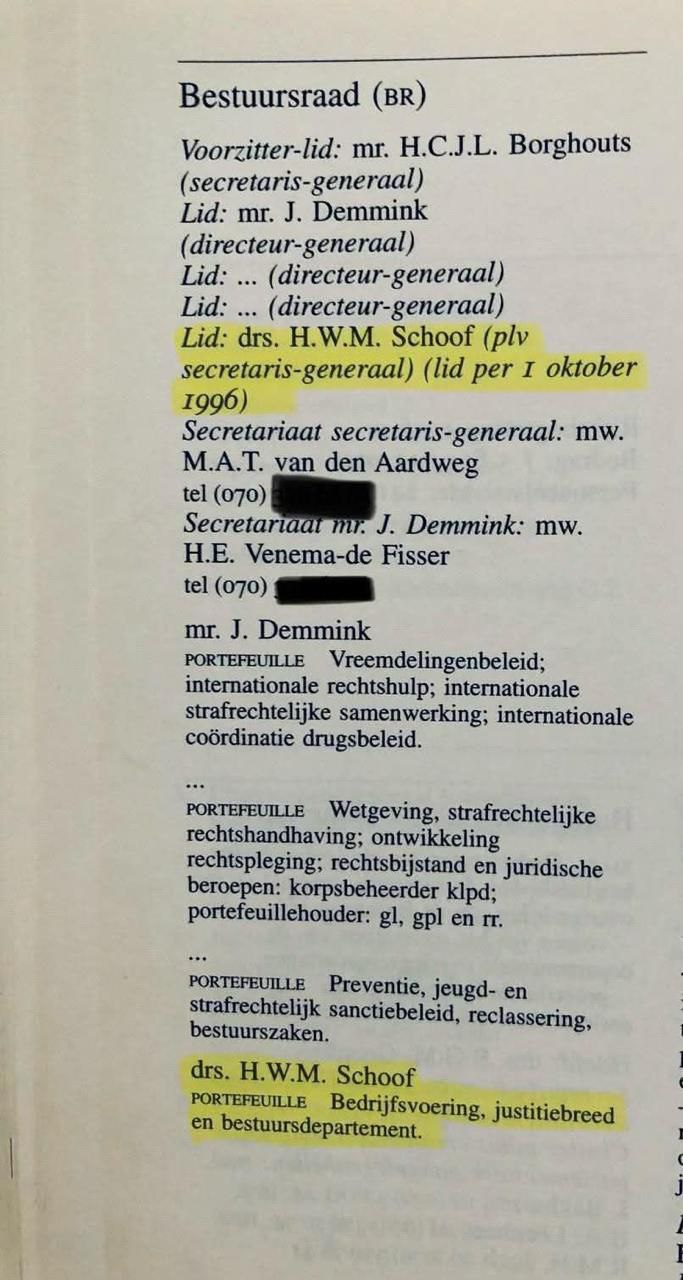 Bestuursraad (BR)
Voorzitter-lid: mr. H.C.J.L. Borghouts
(secretaris-generaal)
Lid: mr. J. Demmink
(directeur-generaal)
Lid: ... (directeur-generaal)
Lid: ... (directeur-generaal)
Lid: drs. H.W.M. Schoof (plv
secretaris-generaal) (lid per 1 oktober
1996)
Secretariaat secretaris-generaal: mw.
M.A.T. van den Aardweg
tel (070)
Secretariaat mr. J. Demmink: mw.
H.E. Venema-de Fisser
tel (070)
mr. J. Demmink
PORTEFEUILLE Vreemdelingenbeleid;
internationale rechtshulp; internationale
strafrechtelijke samenwerking; internationale
coördinatie drugsbeleid.
...
PORTEFEUILLE Wetgeving, strafrechtelijke
rechtshandhaving; ontwikkeling
rechtspleging; rechtsbijstand en juridische
beroepen: korpsbeheerder klpd;
portefeuillehouder: gl, gpl en rr.
...
PORTEFEUILLE Preventie, jeugd- en
strafrechtelijk sanctiebeleid, reclassering,
bestuurszaken.
drs. H.W.M. Schoof
PORTEFEUILLE Bedrijfsvoering, justitiebreed
en bestuursdepartement.